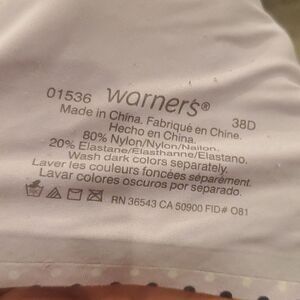 01536 warner's® 38D
Made in China. Fabriqué en Chine.
Hecho en China.
80% Nylon/Nylon/Nailon.
20% Elastane/Elasthanne/Elastano.
Wash dark colors separately.
Laver les couleurs foncées séparément.
Lavar colores oscuros por separado.
RN 36543 CA 50900 FID# O81